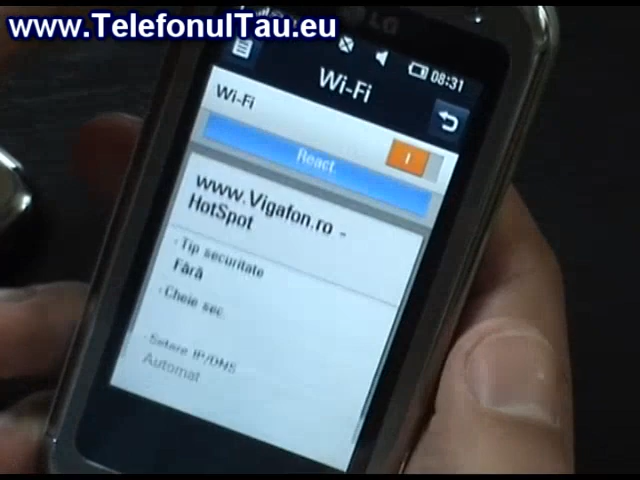 www.TelefonulTau.eu
LG
08:31
Wi-Fi
Wi-Fi
React.
www.Vigafon.ro -
HotSpot
· Tip securitate
Fără
· Cheie sec.
· Setare IP/DNS
Automat